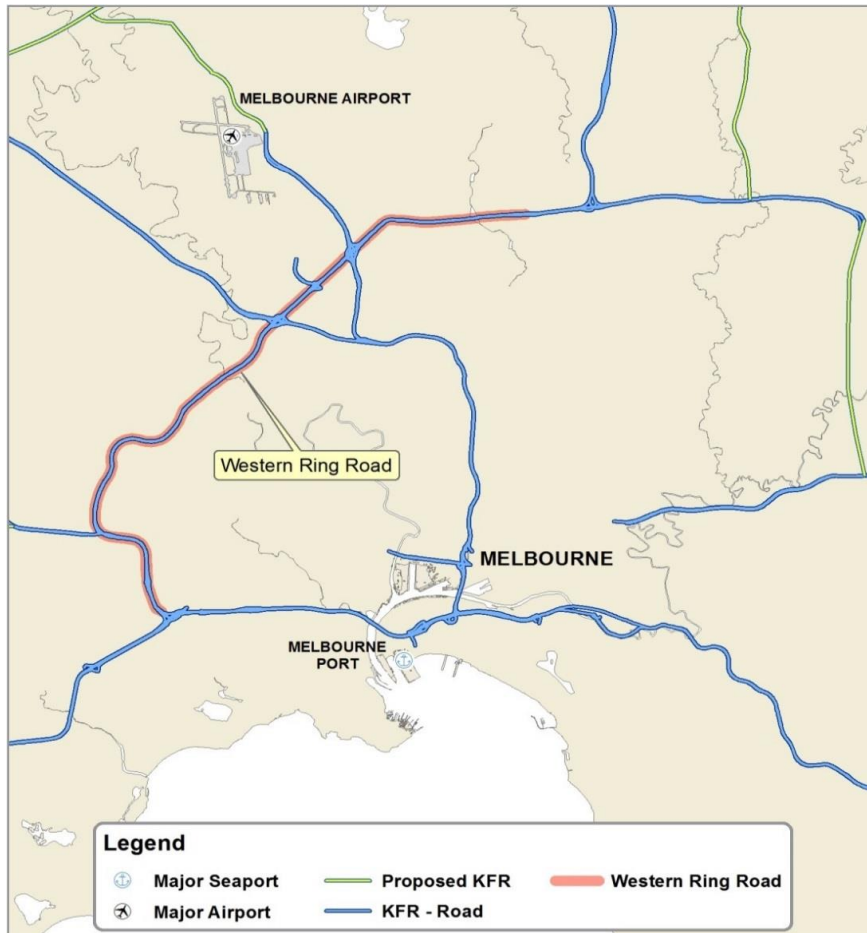 MELBOURNE AIRPORT
Western Ring Road
MELBOURNE
MELBOURNE
PORT
Legend
Major Seaport
Proposed KFR
Western Ring Road
Major Airport
KFR - Road